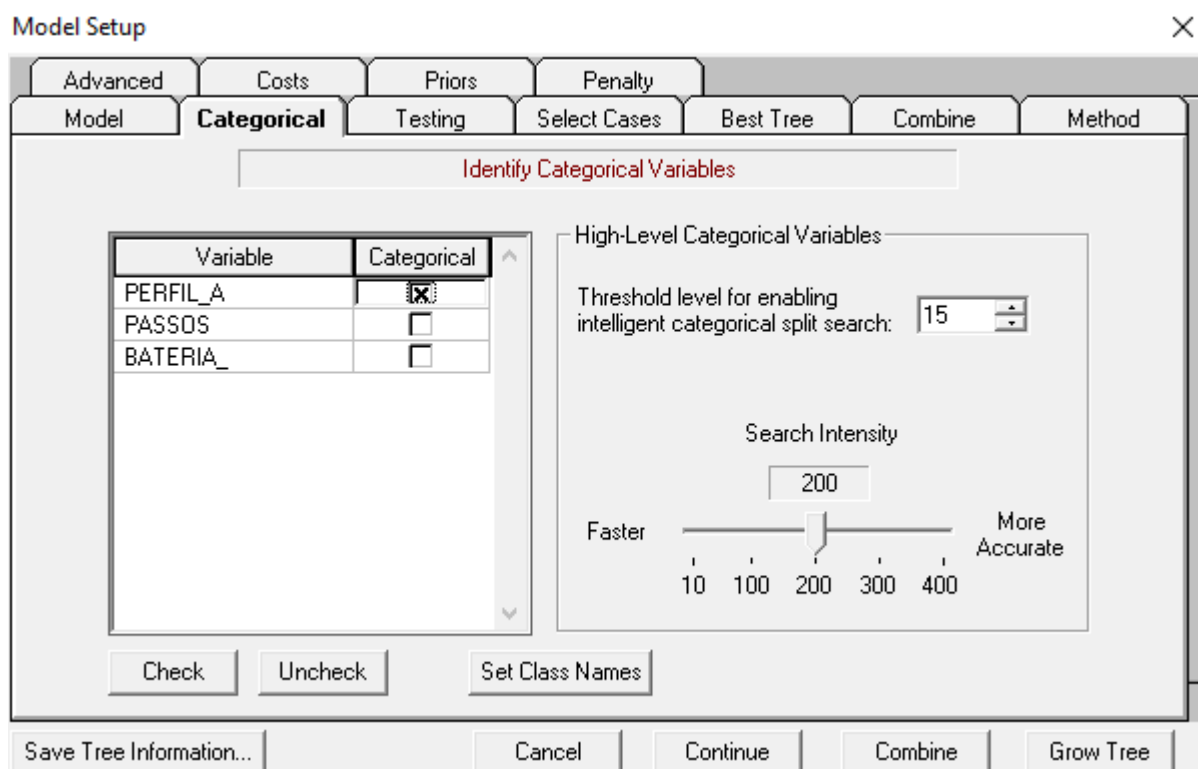 Model Setup
Advanced Costs Priors Penalty
Model Categorical Testing Select Cases Best Tree Combine Method
Identify Categorical Variables
Variable Categorical
PERFIL_A
PASSOS
BATERIA_
High-Level Categorical Variables
Threshold level for enabling
intelligent categorical split search: 15
Search Intensity
200
Faster
More
Accurate
10 100 200 300 400
Check Uncheck Set Class Names
Save Tree Information... Cancel Continue Combine Grow Tree